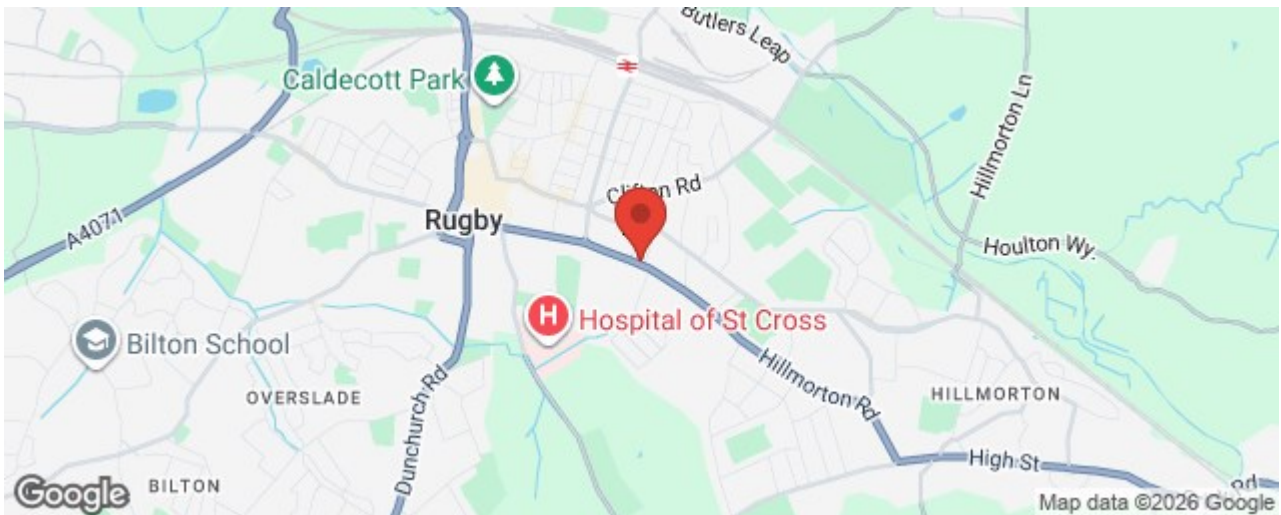 Butlers Leap
Caldecott Park
Hillmorton Ln
Clifton Rd
A4071
Rugby
Houlton Wy.
H
Hospital of St Cross
Bilton School
Hillmorton Rd
OVERSLADE
HILLMORTON
Dunchurch Rd
High St
Google
BILTON
Rd
Map data ©2026 Google